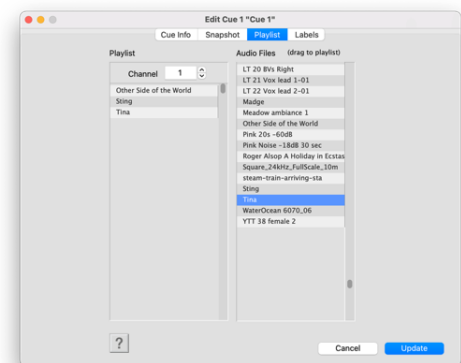 Edit Cue 1 "Cue 1"
Cue Info Snapshot Playlist Labels
Playlist
Channel 1
Other Side of the World
Sting
Tina
Audio Files (drag to playlist)
LT 20 BVs Right
LT 21 Vox lead 1-01
LT 22 Vox lead 2-01
Madge
Meadow ambiance 1
Other Side of the World
Pink 20s -60dB
Pink Noise -18dB 30 sec
Roger Alsop A Holiday in Ecstas
Square_24kHz_FullScale_10m
steam-train-arriving-sta
Sting
Tina
WaterOcean 6070_06
YTT 38 female 2
?
Cancel Update